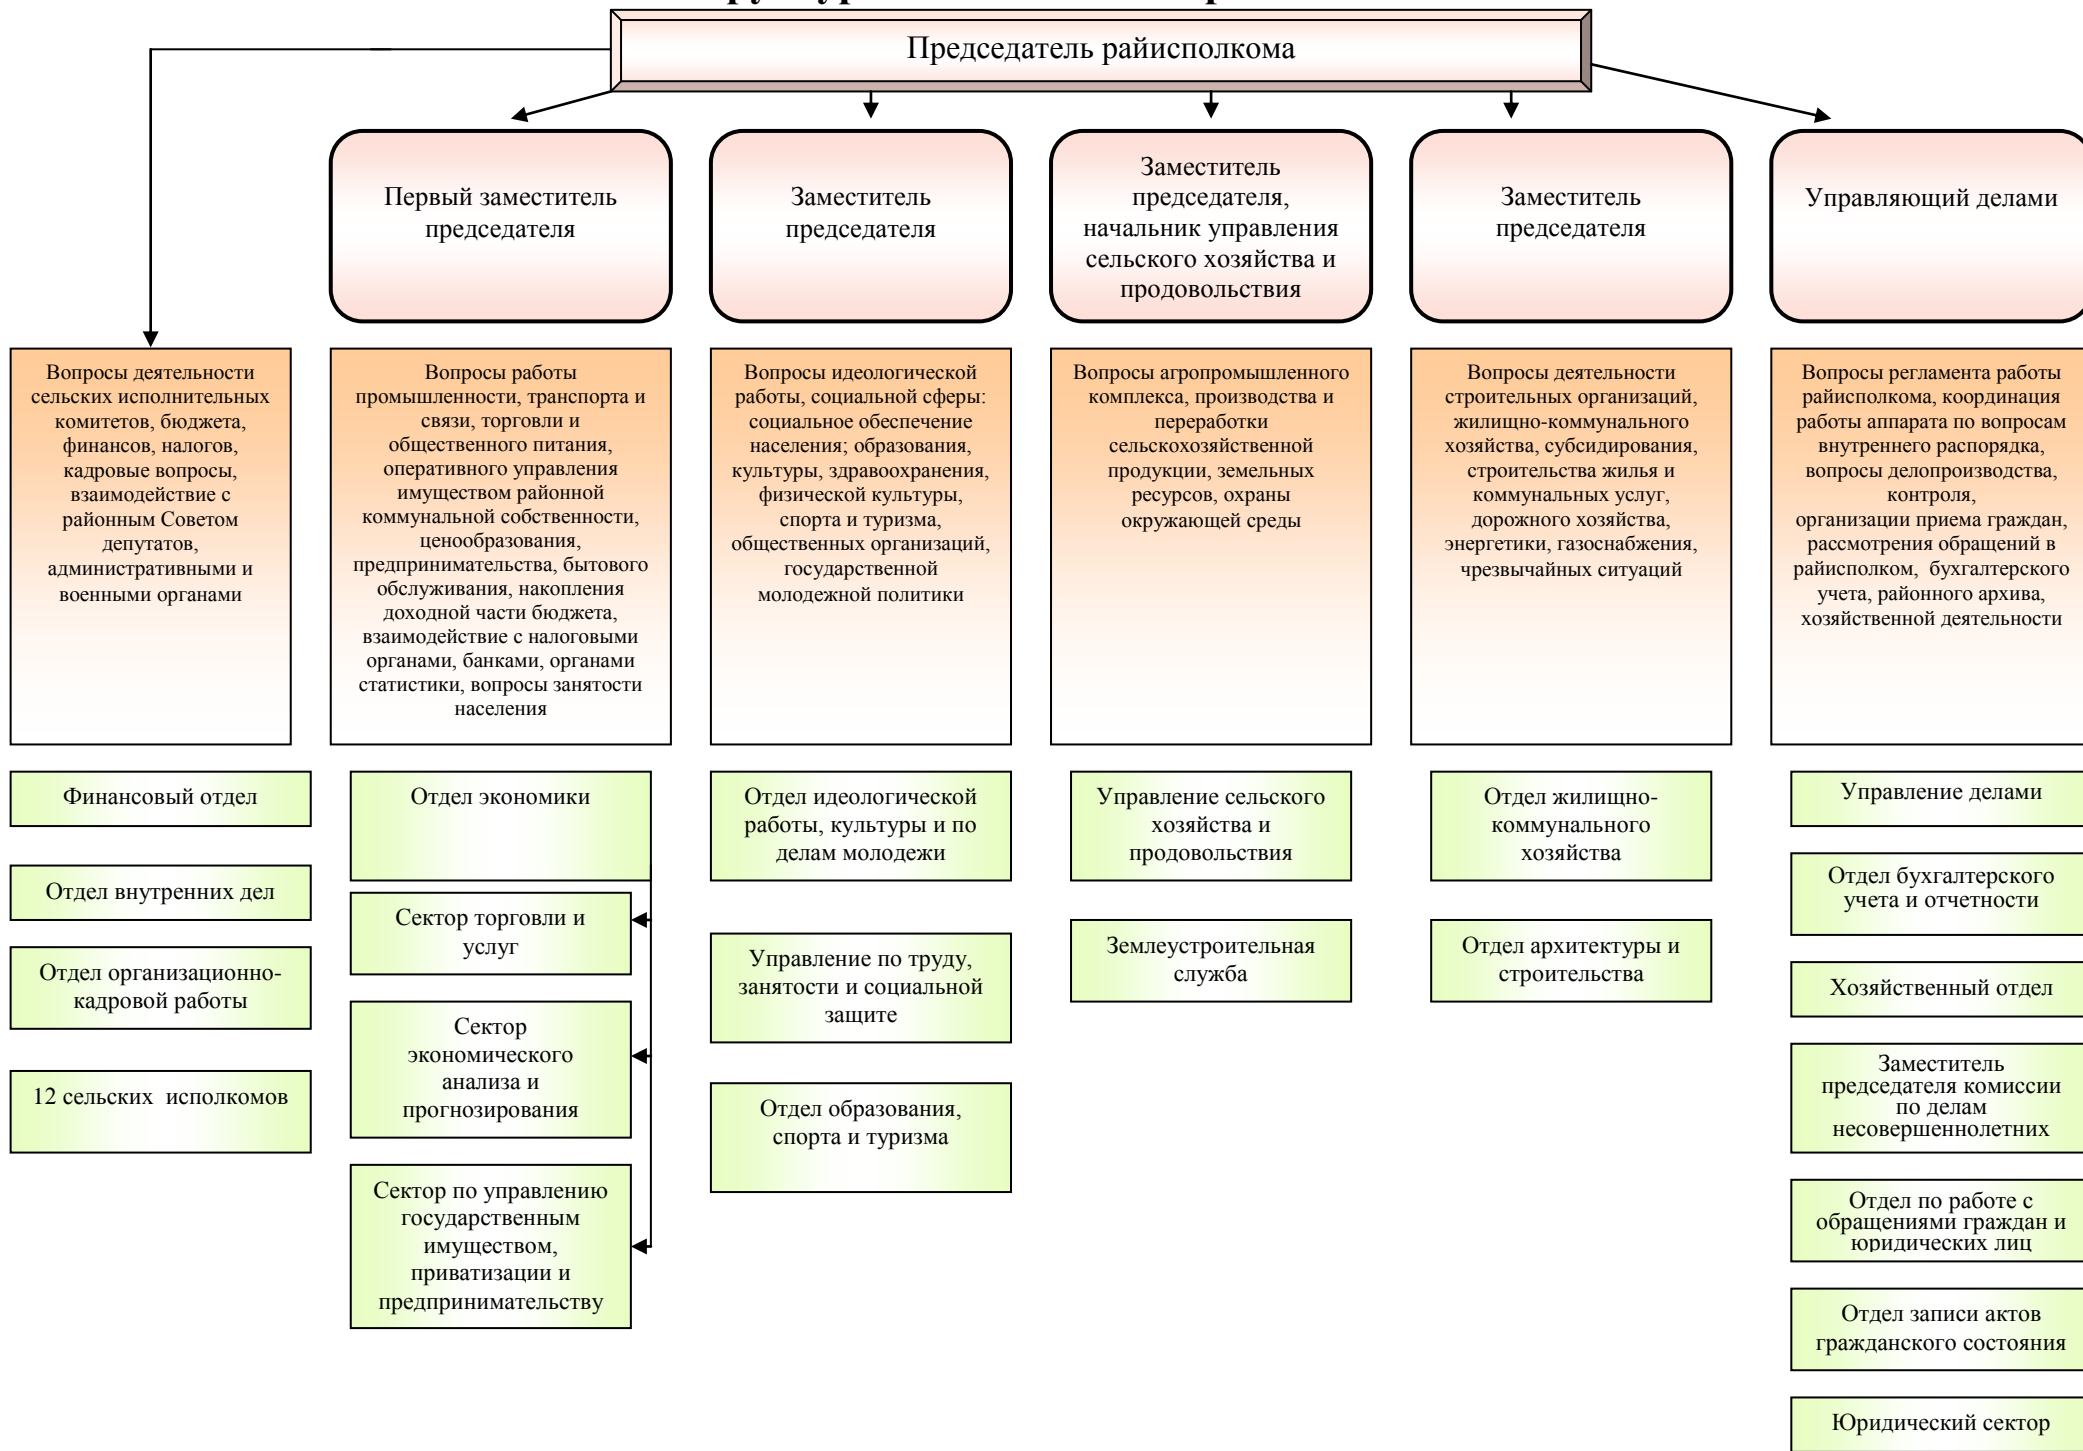 Председатель райисполкома
Первый заместитель
председателя
Заместитель
председателя
Заместитель
председателя,
начальник управления
сельского хозяйства и
продовольствия
Заместитель
председателя
Управляющий делами
Вопросы деятельности
сельских исполнительных
комитетов, бюджета,
финансов, налогов,
кадровые вопросы,
взаимодействие с
районным Советом
депутатов,
административными и
военными органами
Вопросы работы
промышленности, транспорта и
связи, торговли и
общественного питания,
оперативного управления
имуществом районной
коммунальной собственности,
ценообразования,
предпринимательства, бытового
обслуживания, накопления
доходной части бюджета,
взаимодействие с налоговыми
органами, банками, органами
статистики, вопросы занятости
населения
Вопросы идеологической
работы, социальной сферы:
социальное обеспечение
населения; образования,
культуры, здравоохранения,
физической культуры,
спорта и туризма,
общественных организаций,
государственной
молодежной политики
Вопросы агропромышленного
комплекса, производства и
переработки
сельскохозяйственной
продукции, земельных
ресурсов, охраны
окружающей среды
Вопросы деятельности
строительных организаций,
жилищно-коммунального
хозяйства, субсидирования,
строительства жилья и
коммунальных услуг,
дорожного хозяйства,
энергетики, газоснабжения,
чрезвычайных ситуаций
Вопросы регламента работы
райисполкома, координация
работы аппарата по вопросам
внутреннего распорядка,
вопросы делопроизводства,
контроля,
организации приема граждан,
рассмотрения обращений в
райисполком, бухгалтерского
учета, районного архива,
хозяйственной деятельности
Финансовый отдел
Отдел внутренних дел
Отдел организационно-
кадровой работы
12 сельских исполкомов
Отдел экономики
Сектор торговли и
услуг
Сектор
экономического
анализа и
прогнозирования
Сектор по управлению
государственным
имуществом,
приватизации и
предпринимательству
Отдел идеологической
работы, культуры и по
делам молодежи
Управление по труду,
занятости и социальной
защите
Отдел образования,
спорта и туризма
Управление сельского
хозяйства и
продовольствия
Землеустроительная
служба
Отдел жилищно-
коммунального
хозяйства
Отдел архитектуры и
строительства
Управление делами
Отдел бухгалтерского
учета и отчетности
Хозяйственный отдел
Заместитель
председателя комиссии
по делам
несовершеннолетних
Отдел по работе с
обращениями граждан и
юридических лиц
Отдел записи актов
гражданского состояния
Юридический сектор